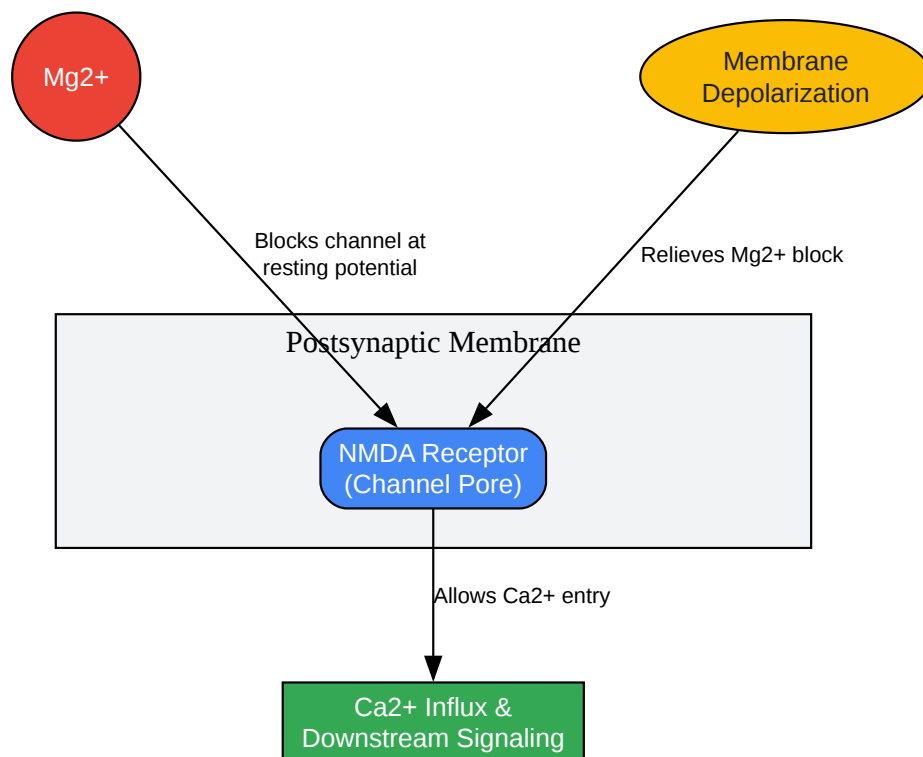 Mg2+
Membrane
Depolarization
Blocks channel at
resting potential
Relieves Mg2+ block
Postsynaptic Membrane
NMDA Receptor
(Channel Pore)
Allows Ca2+ entry
Ca2+ Influx &
Downstream Signaling